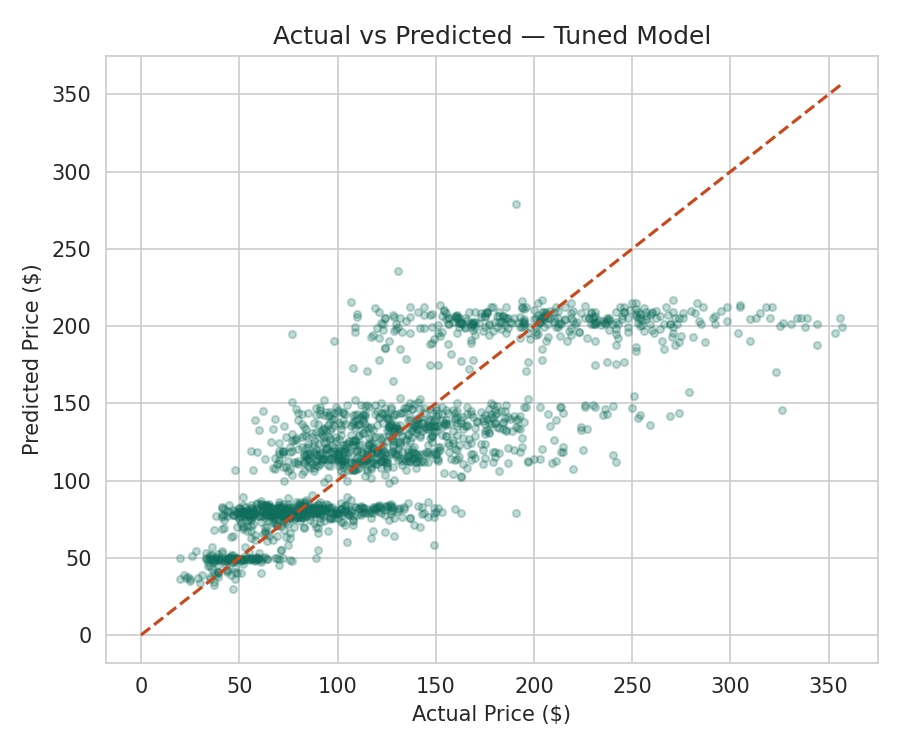 Actual vs Predicted — Tuned Model
Predicted Price ($)
350
300
250
200
150
100
50
0
0 50 100 150 200 250 300 350
Actual Price ($)